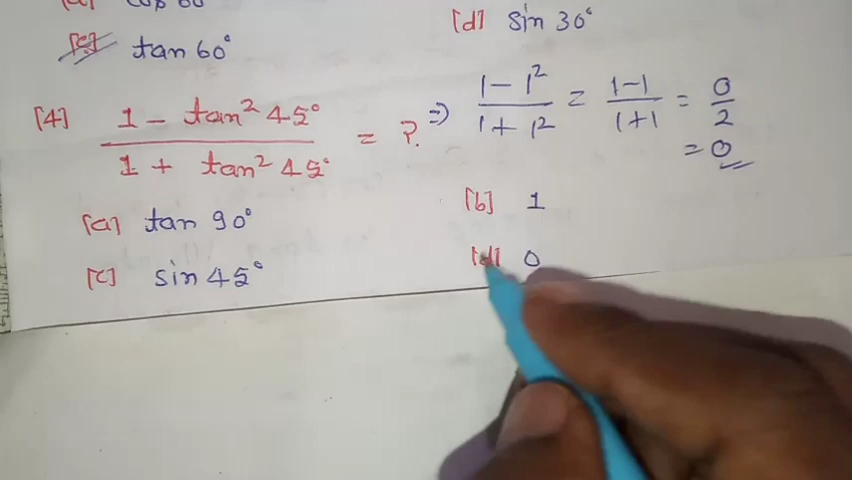 [d] sin 30°
[c] tan 60°
[4] 1 - tan² 45° / 1 + tan² 45° = ? ⇒ 1 - 1² / 1 + 1² = 1 - 1 / 1 + 1 = 0 / 2
= 0
[a] tan 90° [b] 1
[c] sin 45° [d] 0